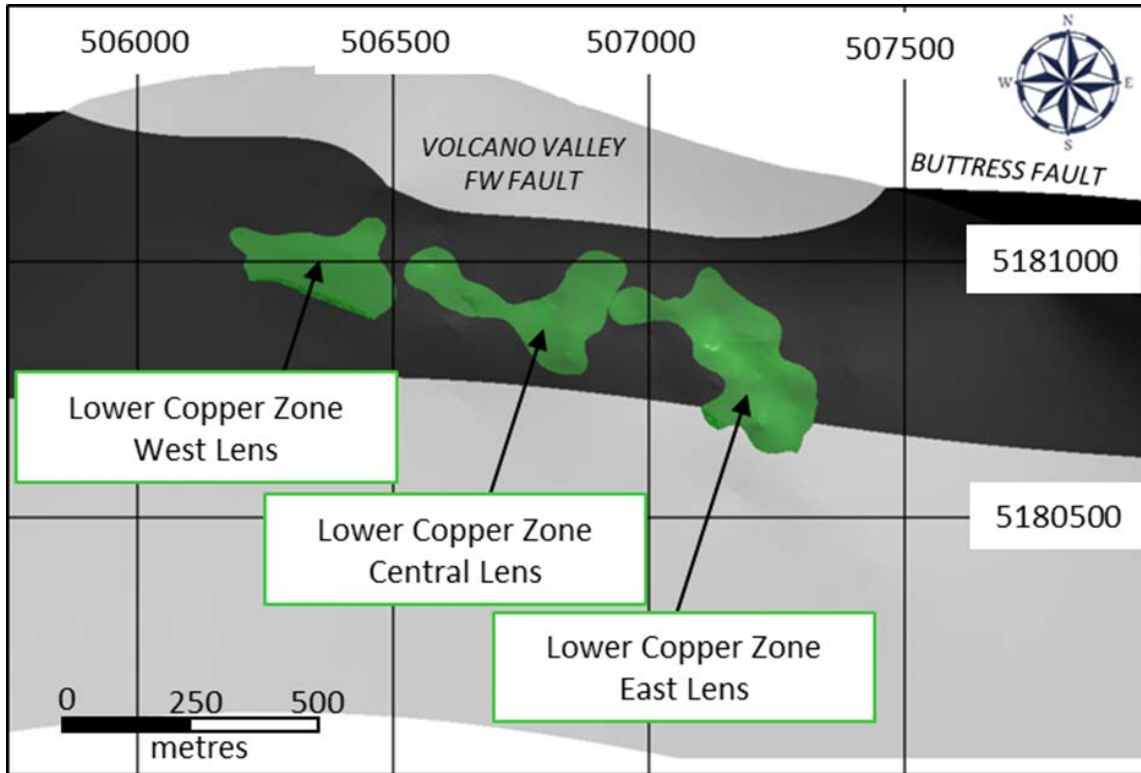 506000
506500
507000
507500
N
W
E
S
VOLCANO VALLEY
FW FAULT
BUTTRESS FAULT
5181000
Lower Copper Zone
West Lens
5180500
Lower Copper Zone
Central Lens
Lower Copper Zone
East Lens
0 250 500
metres